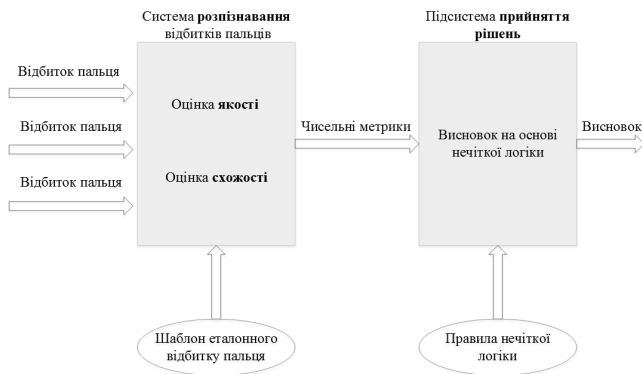 Система розпізнавання
відбитків пальців
Підсистема прийняття
рішень
Відбиток пальця
Відбиток пальця
Відбиток пальця
Оцінка якості
Оцінка схожості
Чисельні метрики
Висновок на основі
нечіткої логіки
Висновок
Шаблон еталонного
відбитку пальця
Правила нечіткої
логіки